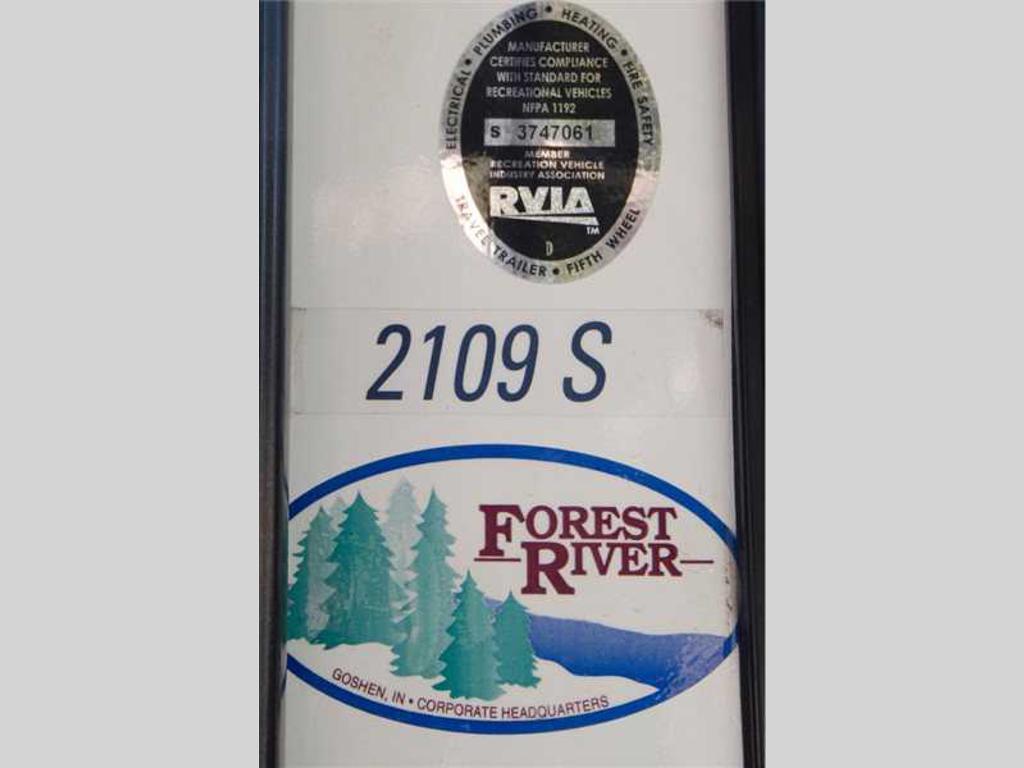 ELECTRICAL • PLUMBING • HEATING • FIRE SAFETY
MANUFACTURER
CERTIFIES COMPLIANCE
WITH STANDARD FOR
RECREATIONAL VEHICLES
NFPA 1192
S 3747061
MEMBER
RECREATION VEHICLE
INDUSTRY ASSOCIATION
RVIA
TM
D
TRAVEL TRAILER • FIFTH WHEEL
2109 S
FOREST
RIVER
GOSHEN, IN • CORPORATE HEADQUARTERS